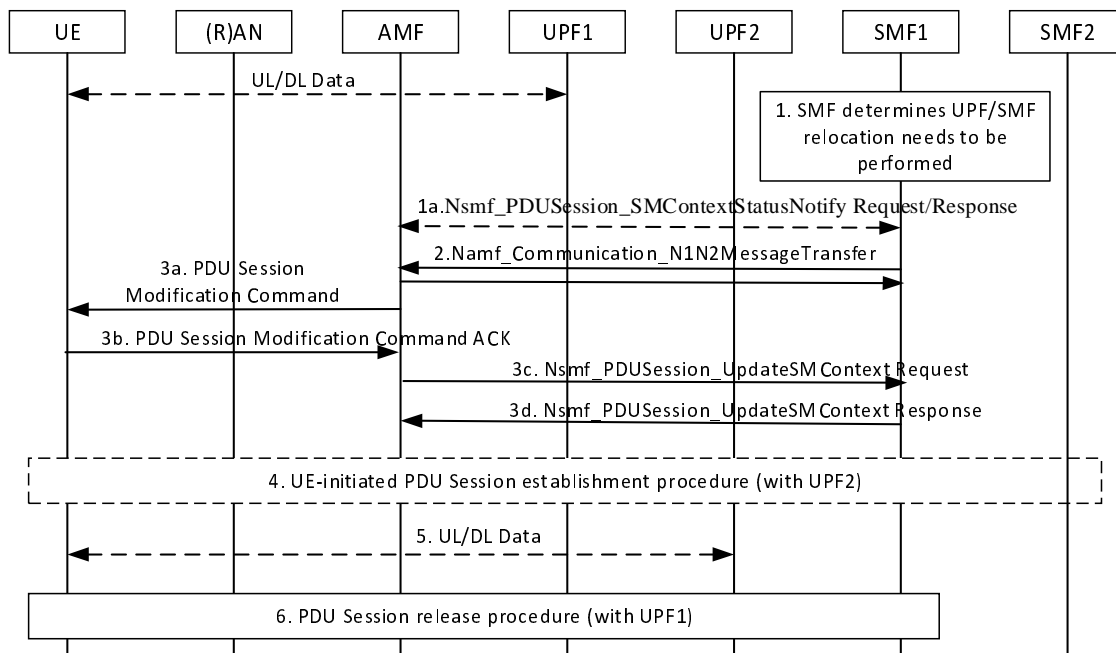 UE
(R)AN
AMF
UPF1
UPF2
SMF1
SMF2
UL/DL Data
1. SMF determines UPF/SMF
relocation needs to be
performed
1a.Nsmf_PDUSession_SMContextStatusNotify Request/Response
2.Namf_Communication_N1N2MessageTransfer
3a. PDU Session
Modification Command
3b. PDU Session Modification Command ACK
3c. Nsmf_PDUSession_UpdateSMContext Request
3d. Nsmf_PDUSession_UpdateSMContext Response
4. UE-initiated PDU Session establishment procedure (with UPF2)
5. UL/DL Data
6. PDU Session release procedure (with UPF1)